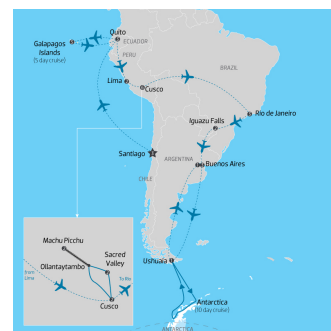 Quito
ECUADOR
Galapagos
Islands
(5 day cruise)
PERU
Lima
Cusco
BRAZIL
Rio de Janeiro
Iguazu Falls
Santiago
ARGENTINA
Buenos Aires
CHILE
Machu Picchu
Ollantaytambo
Sacred
Valley
from
Lima
To Rio
Cusco
Ushuaia
Antarctica
(10 day cruise)
ANTARCTICA